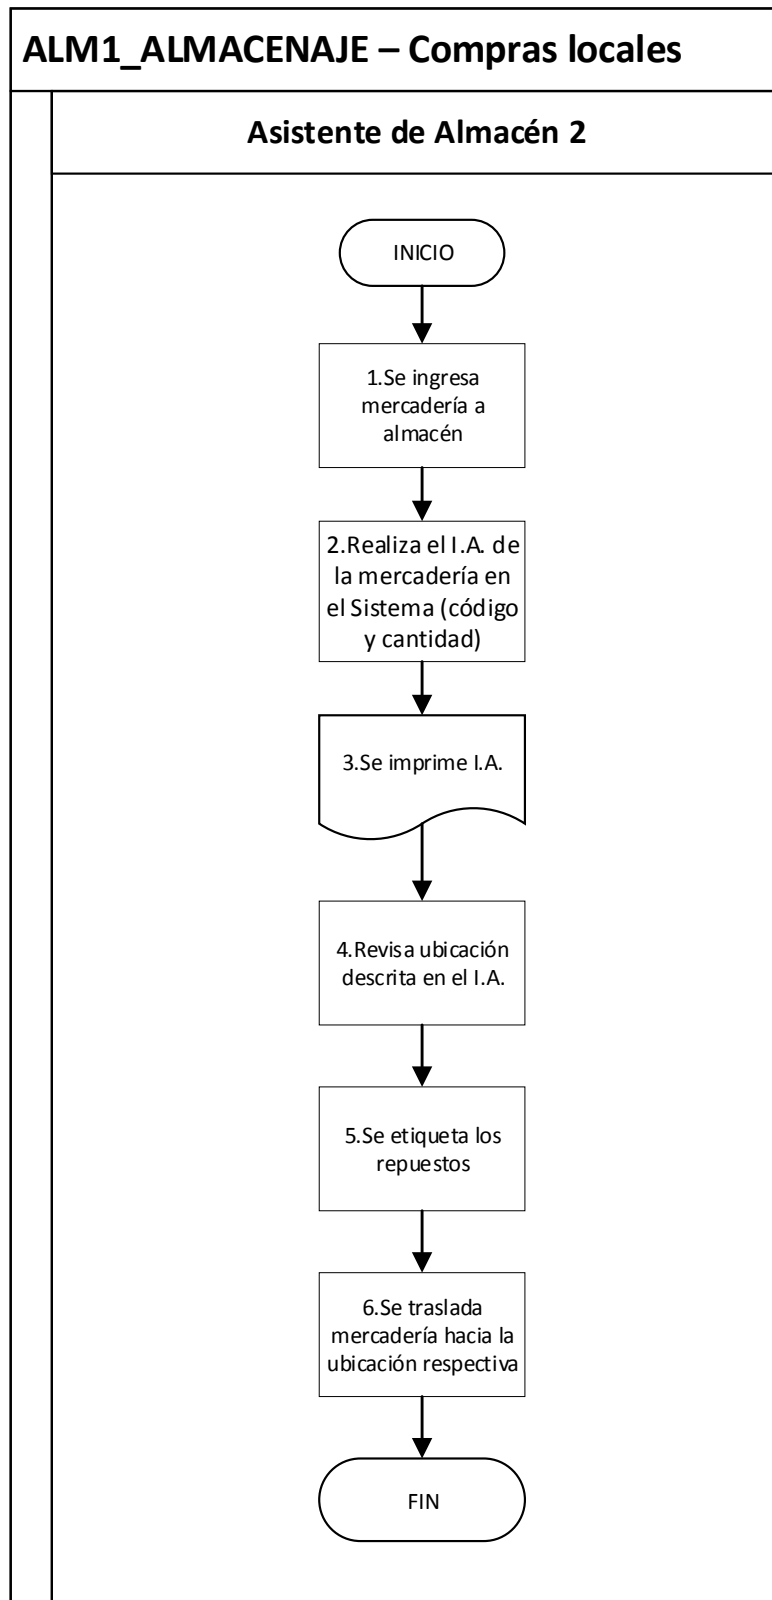 ALM1_ALMACENAJE – Compras locales
Asistente de Almacén 2
INICIO
1.Se ingresa
mercadería a
almacén
2.Realiza el I.A. de
la mercadería en
el Sistema (código
y cantidad)
3.Se imprime I.A.
4.Revisa ubicación
descrita en el I.A.
5.Se etiqueta los
repuestos
6.Se traslada
mercadería hacia la
ubicación respectiva
FIN